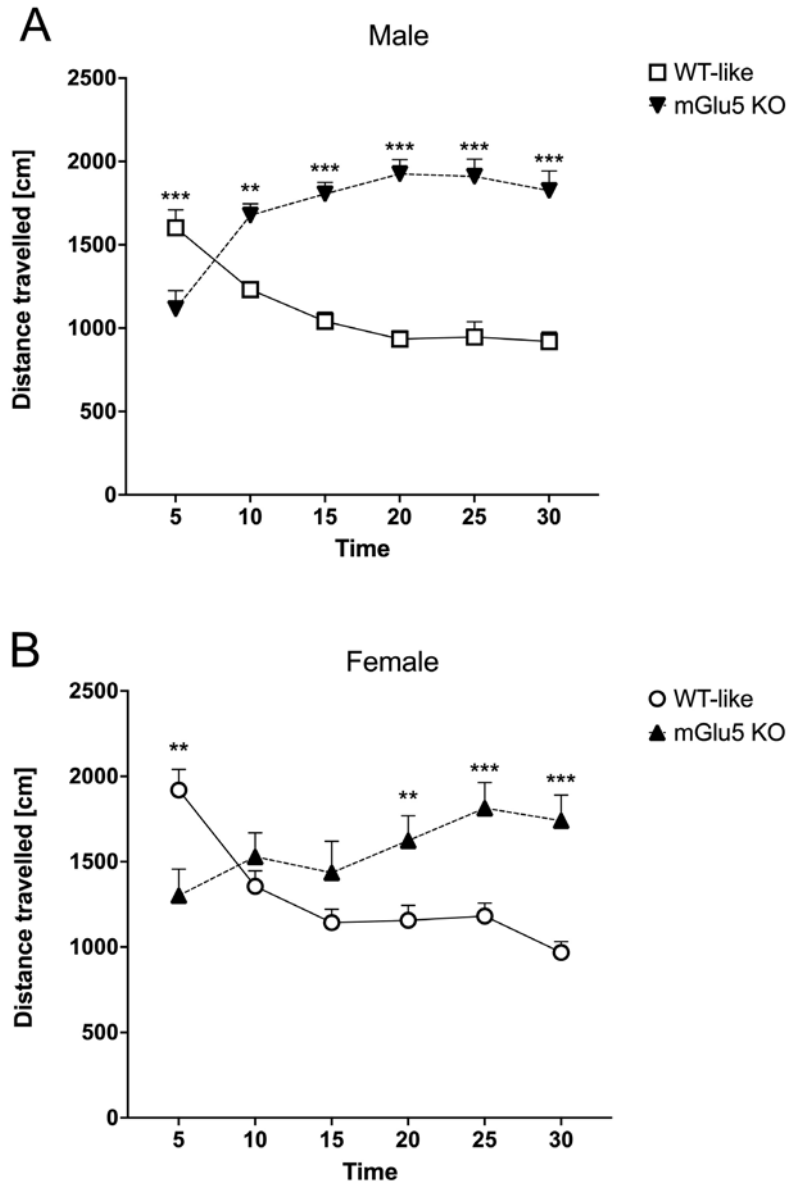 A
Male
WT-like
mGlu5 KO
2500
2000
1500
1000
500
0
Distance travelled [cm]
*** ** *** *** *** ***
5 10 15 20 25 30
Time
B
Female
WT-like
mGlu5 KO
2500
2000
1500
1000
500
0
Distance travelled [cm]
** ** *** ***
5 10 15 20 25 30
Time